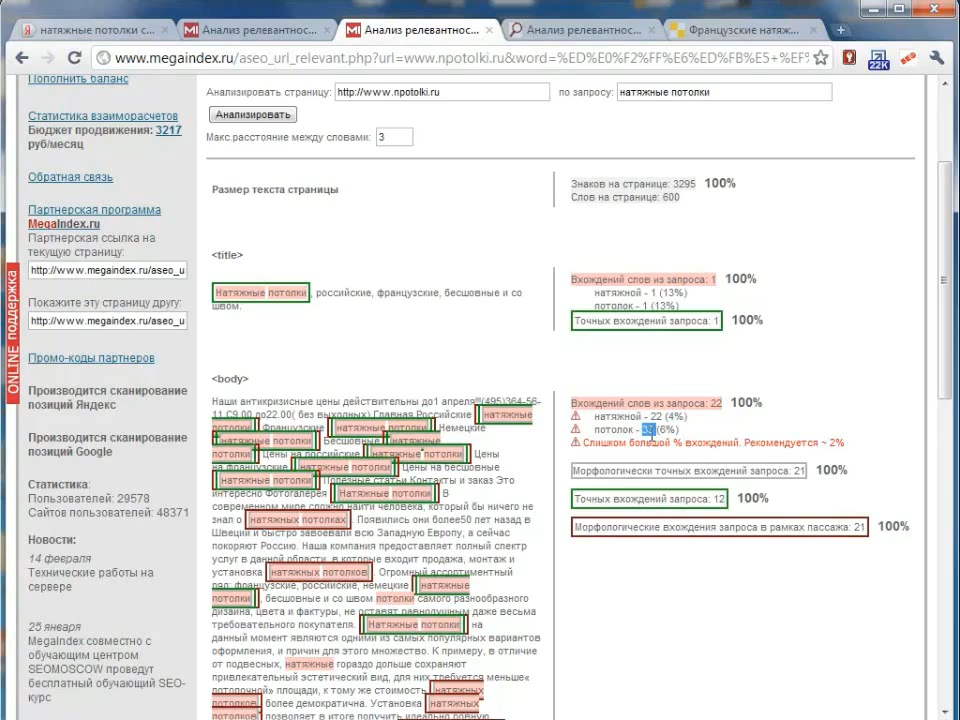 натяжные потолки с...
Анализ релевантнос...
Анализ релевантнос...
Анализ релевантнос...
Французские натяж...
www.megaindex.ru/aseo_url_relevant.php?url=www.npotolki.ru&word=%ED%E0%F2%FF%E6%ED%FB%E5+%EF%
22K
Пополнить баланс
Статистика взаиморасчетов
Бюджет продвижения: 3217
руб/месяц
Обратная связь
Партнерская программа
MegaIndex.ru
Партнерская ссылка на
текущую страницу:
http://www.megaindex.ru/aseo_u
Покажите эту страницу другу:
http://www.megaindex.ru/aseo_u
Промо-коды партнеров
Производится сканирование
позиций Яндекс
Производится сканирование
позиций Google
Статистика:
Пользователей: 29578
Сайтов пользователей: 48371
Новости:
14 февраля
Технические работы на
сервере
25 января
MegaIndex совместно с
обучающим центром
SEOMOSCOW проведут
бесплатный обучающий SEO-
курс
ONLINE поддержка
Анализировать страницу: http://www.npotolki.ru по запросу: натяжные потолки
Анализировать
Макс.расстояние между словами: 3
Размер текста страницы
Знаков на странице: 3295 100%
Слов на странице: 600
<title>
Натяжные потолки, российские, французские, бесшовные и со
швом.
Вхождений слов из запроса: 1 100%
натяжной - 1 (13%)
потолок - 1 (13%)
Точных вхождений запроса: 1 100%
<body>
Наши антикризисные цены действительно до1 апреля!!(495)364-56-
11 С9.00 до22.00( без выходных) Главная Российские натяжные
потолки Французские натяжные потолки Немецкие
натяжные потолки Бесшовные натяжные
потолки Цены на российские натяжные потолки Цены
на французские натяжные потолки Цены на бесшовные
натяжные потолки Полезные статьи Контакты и заказ Это
интересно Фотогалерея Натяжные потолки В
современном мире сложно найти человека, который бы ничего не
знал о натяжных потолках. Появились они более50 лет назад в
Швеции и быстро завоевали всю Западную Европу, а сейчас
покоряют Россию. Наша компания предоставляет полный спектр
услуг в данной области, в которые входит продажа, монтаж и
установка натяжных потолков. Огромный ассортиментный
ряд: французские, российские, немецкие натяжные
потолки, бесшовные и со швом потолки самого разнообразного
дизайна, цвета и фактуры, не оставят равнодушным даже весьма
требовательного покупателя. Натяжные потолки на
данный момент являются одними из самых популярных вариантов
оформления, и причин для этого множество. К примеру, в отличие
от подвесных, натяжные гораздо дольше сохраняют
привлекательный эстетический вид, для них требуется меньше«
потолочной» площади, к тому же стоимость натяжных
потолков более демократична. Установка натяжных
потолков позволяет в итоге получить идеально ровную
Вхождений слов из запроса: 22 100%
натяжной - 22 (4%)
потолок - 33 (6%)
Слишком большой % вхождений. Рекомендуется ~ 2%
Морфологически точных вхождений запроса: 21 100%
Точных вхождений запроса: 12 100%
Морфологические вхождения запроса в рамках пассажа: 21 100%